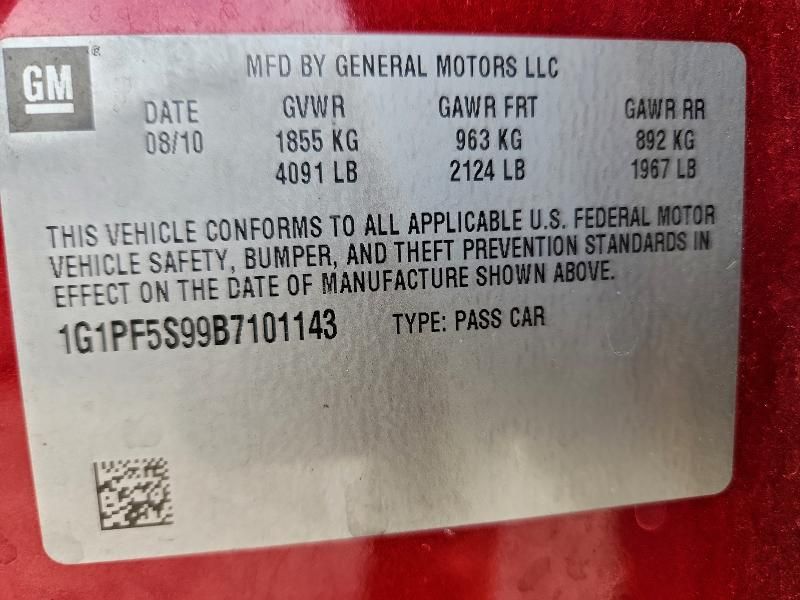 GM® MFD BY GENERAL MOTORS LLC
DATE GVWR GAWR FRT GAWR RR
08/10 1855 KG 963 KG 892 KG
4091 LB 2124 LB 1967 LB
THIS VEHICLE CONFORMS TO ALL APPLICABLE U.S. FEDERAL MOTOR
VEHICLE SAFETY, BUMPER, AND THEFT PREVENTION STANDARDS IN
EFFECT ON THE DATE OF MANUFACTURE SHOWN ABOVE.
1G1PF5S99B7101143 TYPE: PASS CAR